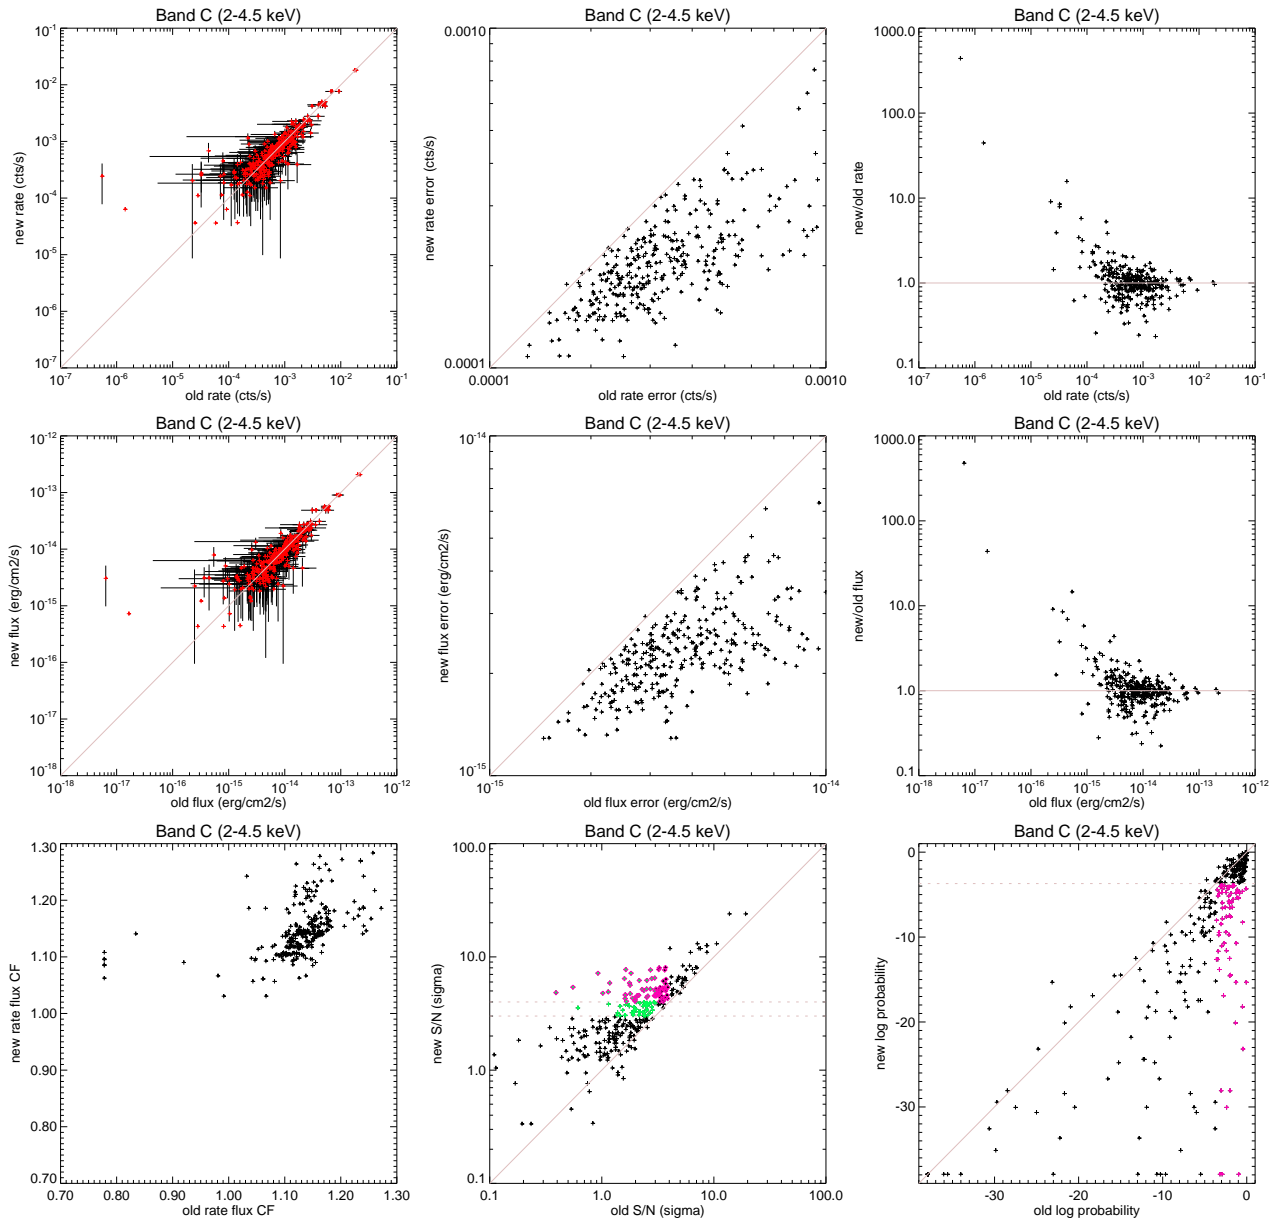 Band C (2-4.5 keV)
new rate (cts/s)
10^-1
10^-2
10^-3
10^-4
10^-5
10^-6
10^-7
10^-7 10^-6 10^-5 10^-4 10^-3 10^-2 10^-1
old rate (cts/s)
Band C (2-4.5 keV)
new rate error (cts/s)
0.0010
0.0001
0.0001 0.0010
old rate error (cts/s)
Band C (2-4.5 keV)
new/old rate
1000.0
100.0
10.0
1.0
0.1
10^-7 10^-6 10^-5 10^-4 10^-3 10^-2 10^-1
old rate (cts/s)
Band C (2-4.5 keV)
new flux (erg/cm2/s)
10^-12
10^-13
10^-14
10^-15
10^-16
10^-17
10^-18
10^-18 10^-17 10^-16 10^-15 10^-14 10^-13 10^-12
old flux (erg/cm2/s)
Band C (2-4.5 keV)
new flux error (erg/cm2/s)
10^-14
10^-15
10^-15 10^-14
old flux error (erg/cm2/s)
Band C (2-4.5 keV)
new/old flux
1000.0
100.0
10.0
1.0
0.1
10^-18 10^-17 10^-16 10^-15 10^-14 10^-13 10^-12
old flux (erg/cm2/s)
Band C (2-4.5 keV)
new rate flux CF
1.30
1.20
1.10
1.00
0.90
0.80
0.70
0.70 0.80 0.90 1.00 1.10 1.20 1.30
old rate flux CF
Band C (2-4.5 keV)
new S/N (sigma)
100.0
10.0
1.0
0.1
0.1 1.0 10.0 100.0
old S/N (sigma)
Band C (2-4.5 keV)
new log probability
0
-10
-20
-30
-30 -20 -10 0
old log probability